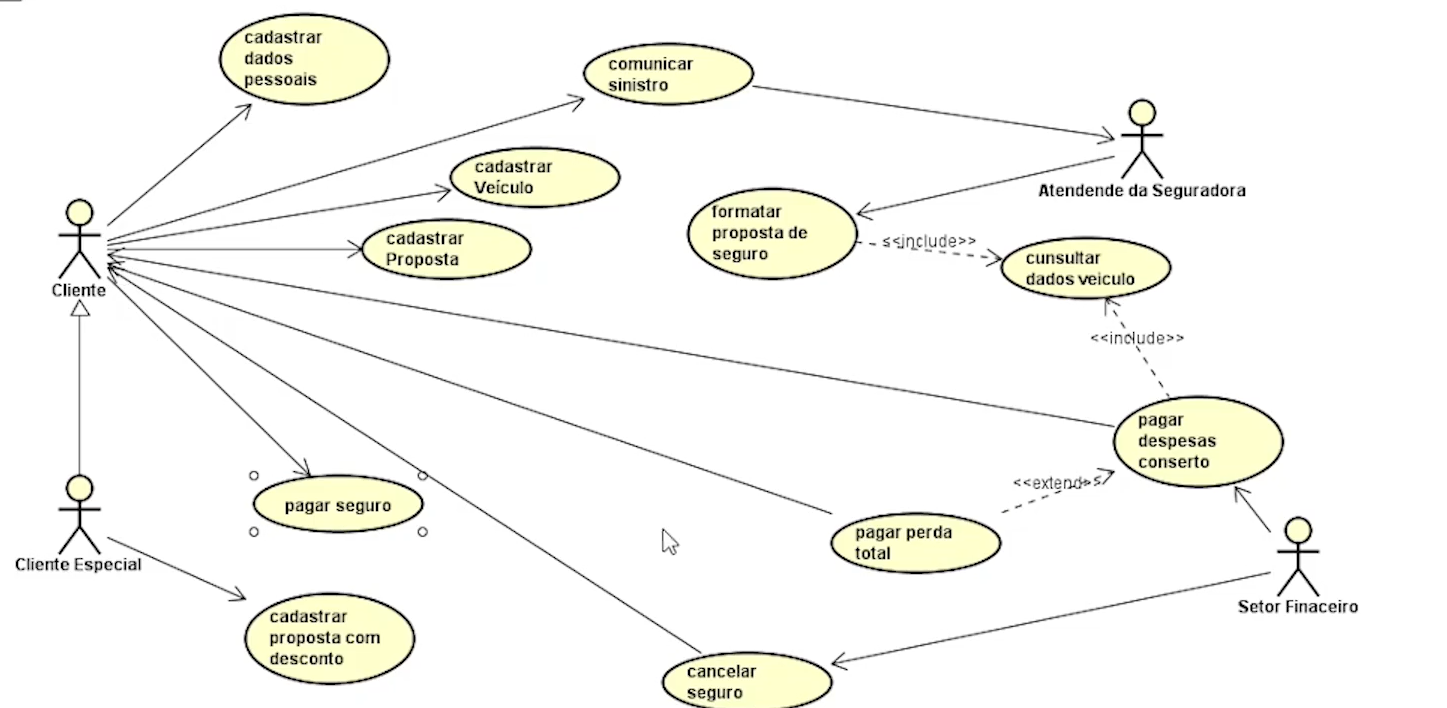 cadastrar
dados
pessoais
comunicar
sinistro
cadastrar
Veículo
Atendende da Seguradora
formatar
proposta de
seguro
<<include>>
cadastrar
Proposta
cunsultar
dados veiculo
Cliente
<<include>>
pagar
despesas
conserto
<<extend>>
pagar seguro
pagar perda
total
Cliente Especial
Setor Finaceiro
cadastrar
proposta com
desconto
cancelar
seguro